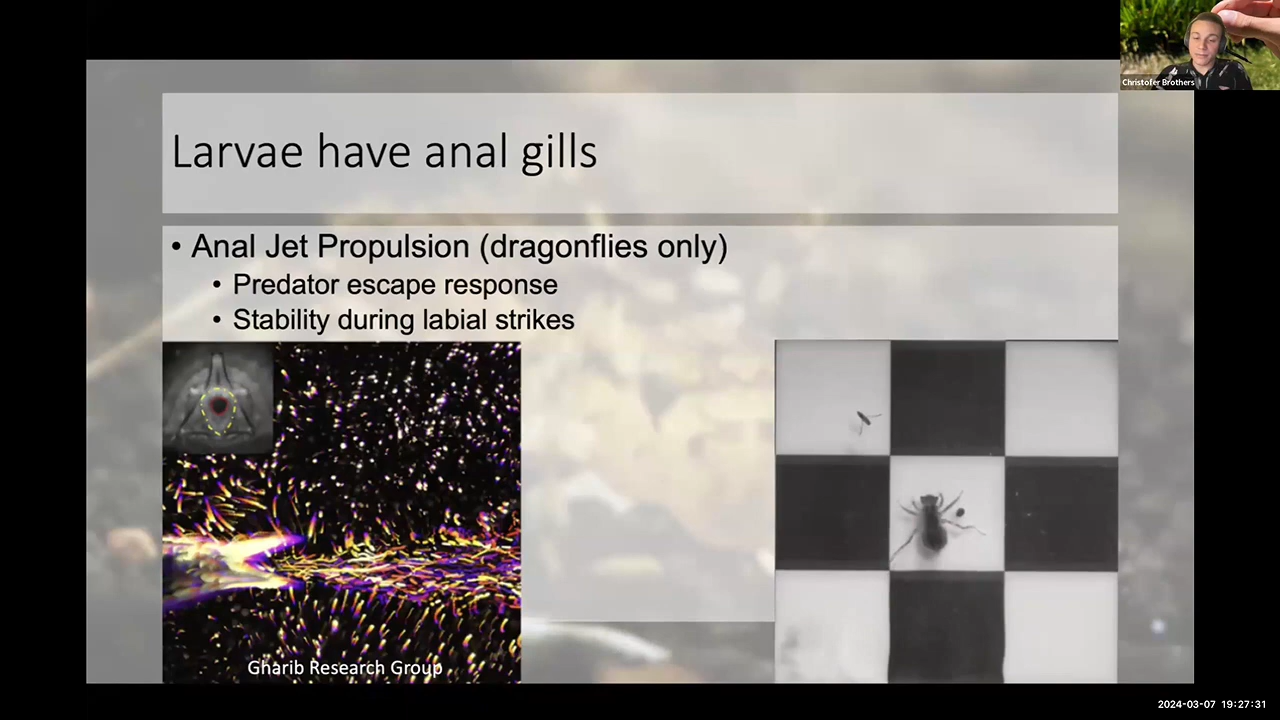 Christofer Brothers
Larvae have anal gills
• Anal Jet Propulsion (dragonflies only)
• Predator escape response
• Stability during labial strikes
Gharib Research Group
2024-03-07 19:27:31